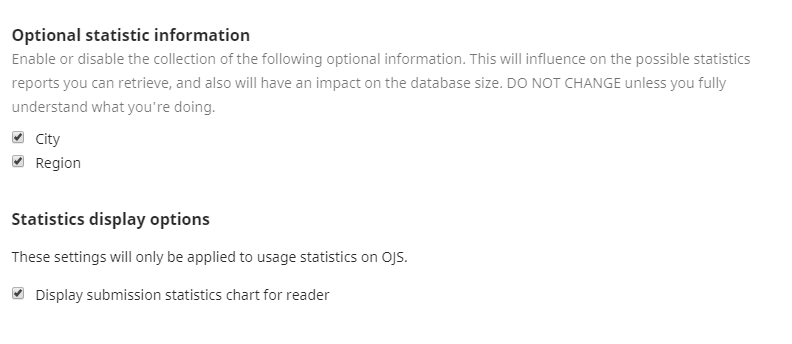 Optional statistic information
Enable or disable the collection of the following optional information. This will influence on the possible statistics
reports you can retrieve, and also will have an impact on the database size. DO NOT CHANGE unless you fully
understand what you're doing.
City
Region
Statistics display options
These settings will only be applied to usage statistics on OJS.
Display submission statistics chart for reader